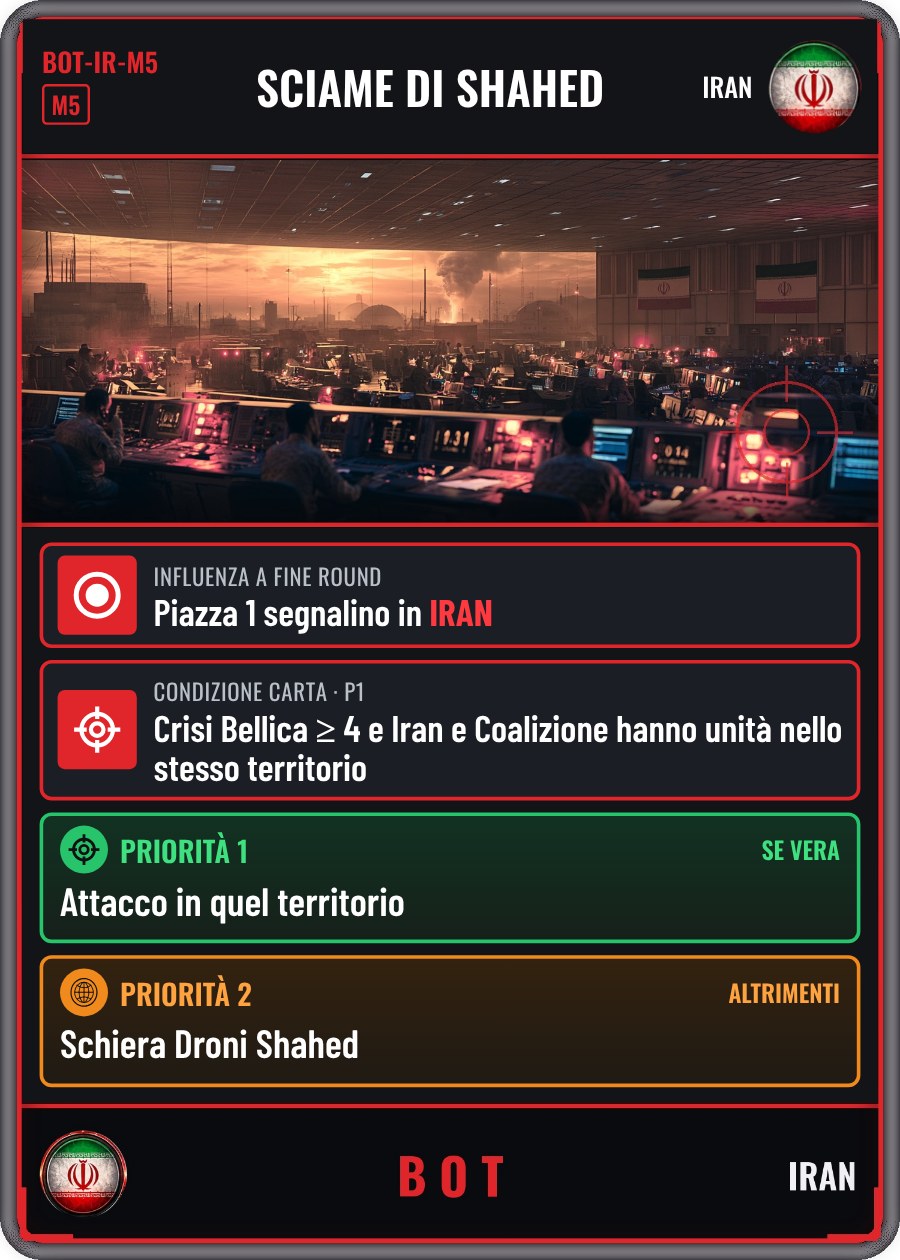 BOT-IR-M5
M5
SCIAME DI SHAHED
IRAN
INFLUENZA A FINE ROUND
Piazza 1 segnalino in IRAN
CONDIZIONE CARTA · P1
Crisi Bellica ≥ 4 e Iran e Coalizione hanno unità nello
stesso territorio
PRIORITÀ 1
SE VERA
Attacco in quel territorio
PRIORITÀ 2
ALTRIMENTI
Schiera Droni Shahed
BOT
IRAN